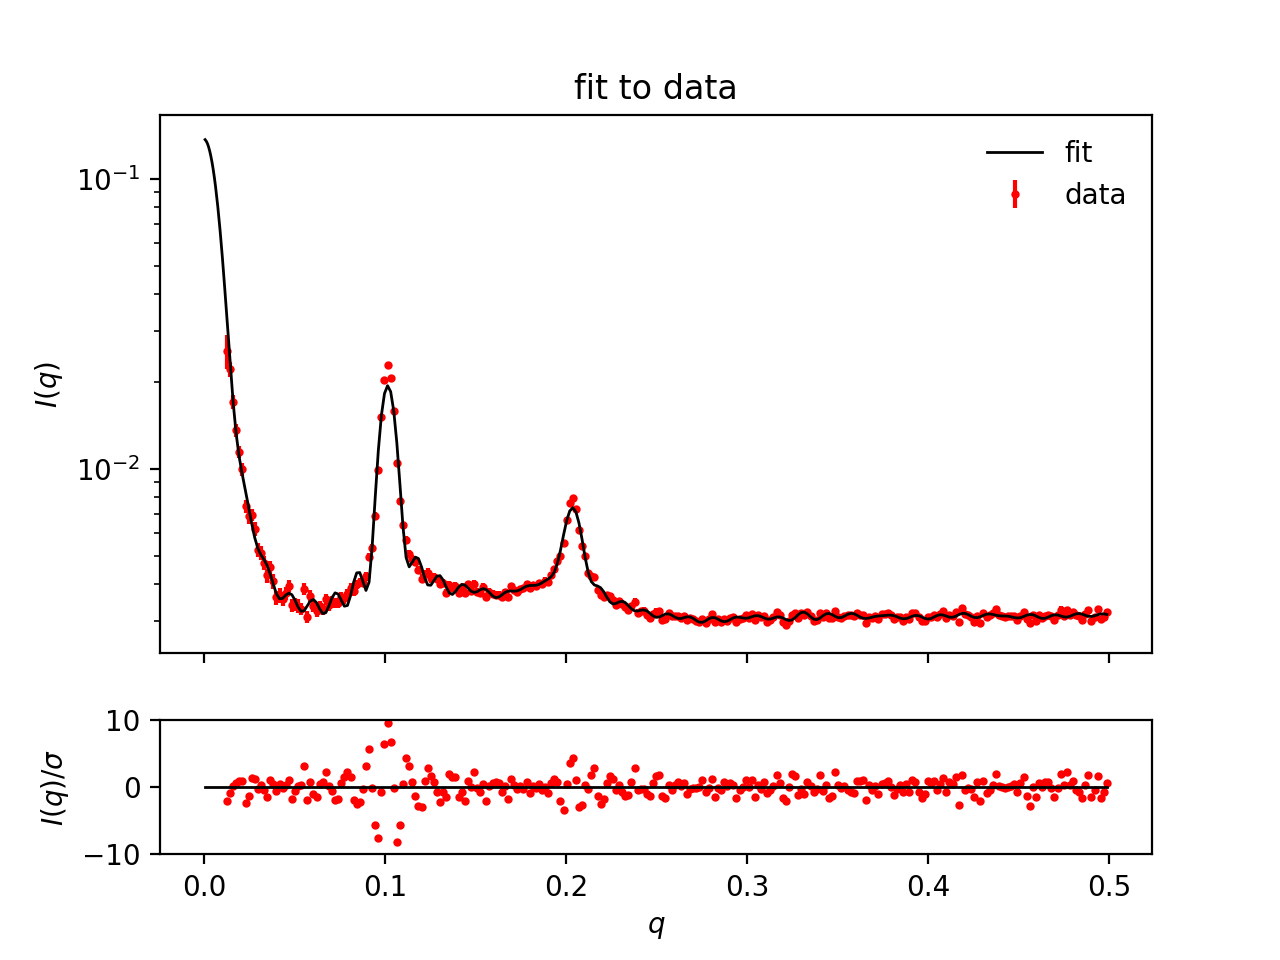 fit to data
fit
data
10⁻¹
10⁻²
I(q)
10
0
−10
I(q)/σ
0.0 0.1 0.2 0.3 0.4 0.5
q